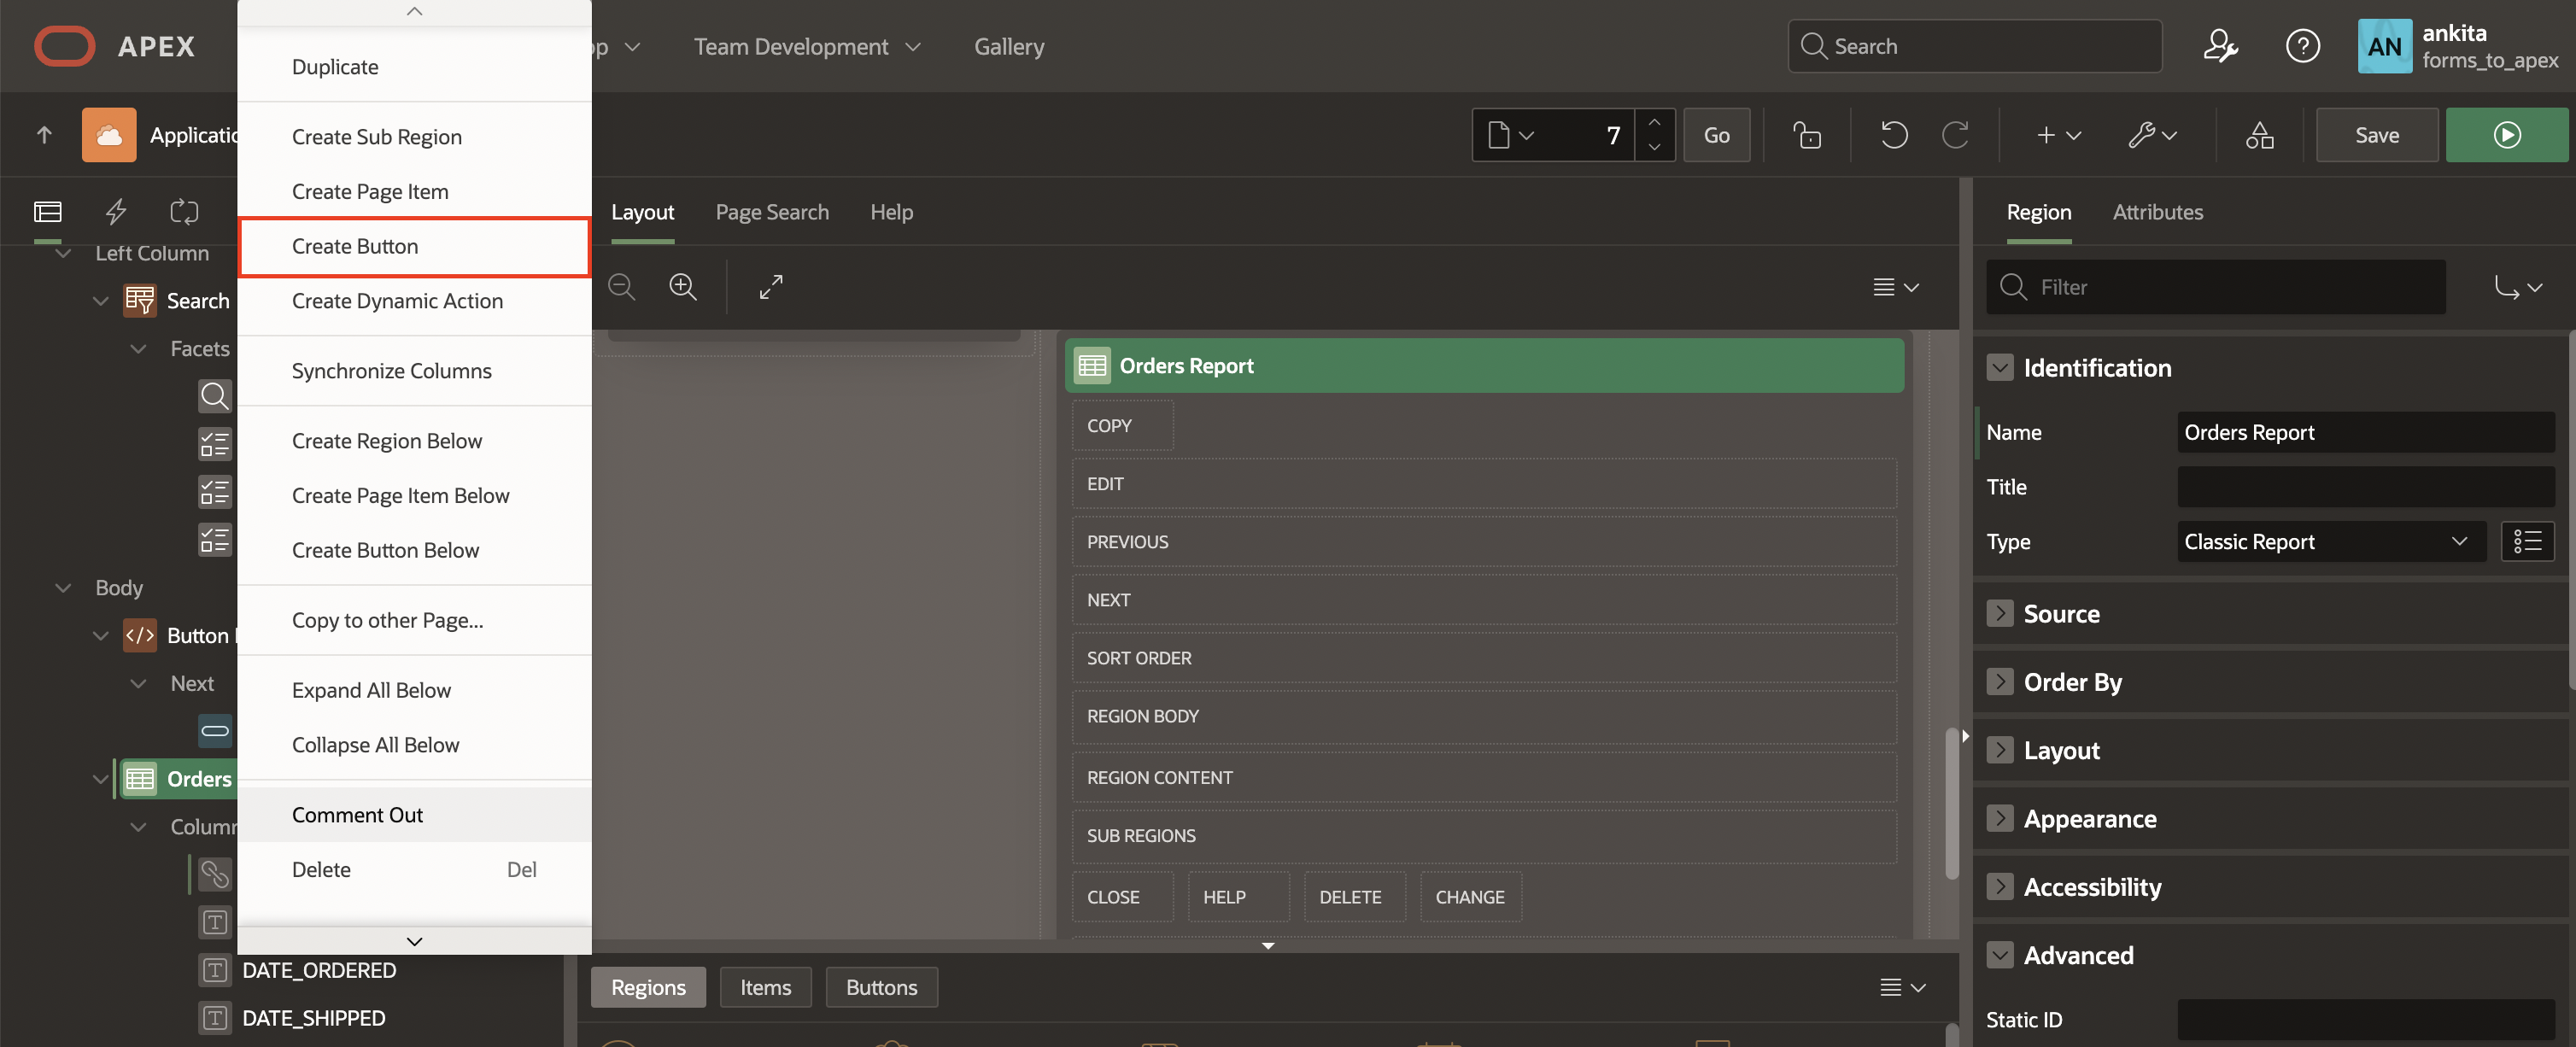 APEX
pp
Team Development
Gallery
Search
AN
ankita
forms_to_apex
Applicatio
7
Go
Save
Duplicate
Create Sub Region
Create Page Item
Create Button
Create Dynamic Action
Synchronize Columns
Create Region Below
Create Page Item Below
Create Button Below
Copy to other Page...
Expand All Below
Collapse All Below
Comment Out
Delete Del
Left Column
Search
Facets
Body
Button
Next
Orders
Column
DATE_ORDERED
DATE_SHIPPED
Layout
Page Search
Help
Orders Report
COPY
EDIT
PREVIOUS
NEXT
SORT ORDER
REGION BODY
REGION CONTENT
SUB REGIONS
CLOSE
HELP
DELETE
CHANGE
Regions
Items
Buttons
Region
Attributes
Filter
Identification
Name
Orders Report
Title
Type
Classic Report
Source
Order By
Layout
Appearance
Accessibility
Advanced
Static ID